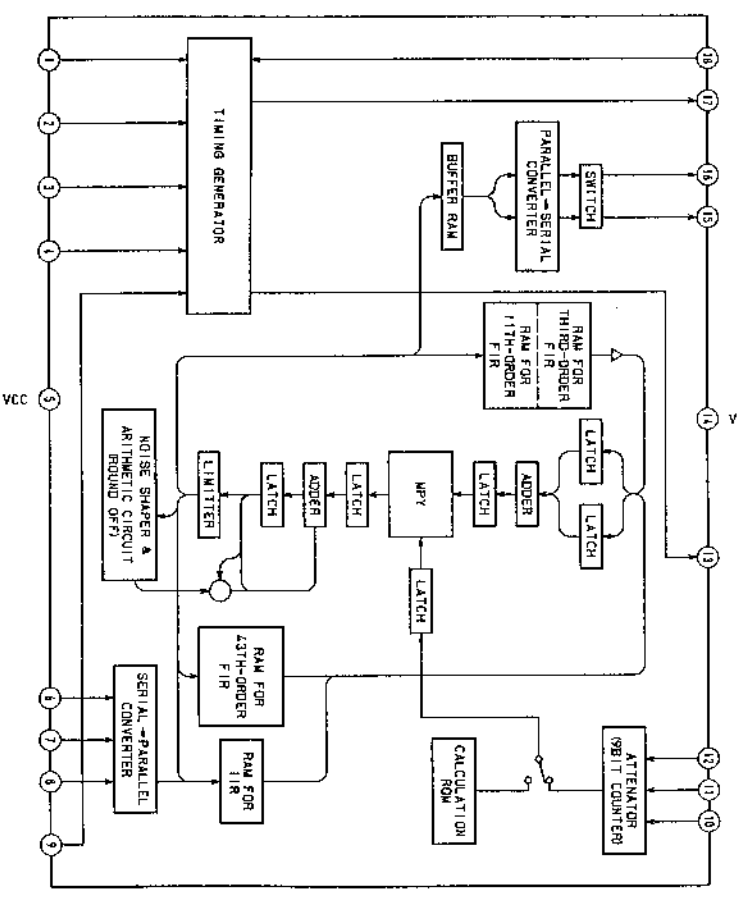 1
18
TIMING GENERATOR
17
2
BUFFER RAM
PARALLEL→SERIAL
CONVERTER
SWITCH
16
3
15
4
RAM FOR
THIRD-ORDER
FIR
RAM FOR
11TH-ORDER
FIR
VCC
5
14
V
NOISE SHAPER &
ARITHMETIC CIRCUIT
(ROUND OFF)
LIMITTER
LATCH
ADDER
LATCH
MPY
LATCH
ADDER
LATCH
LATCH
13
LATCH
RAM FOR
43TH-ORDER
FIR
SERIAL→PARALLEL
CONVERTER
6
7
8
RAM FOR
IIR
CALCULATION
ROM
ATTENATOR
(9BIT COUNTER)
12
11
10
9